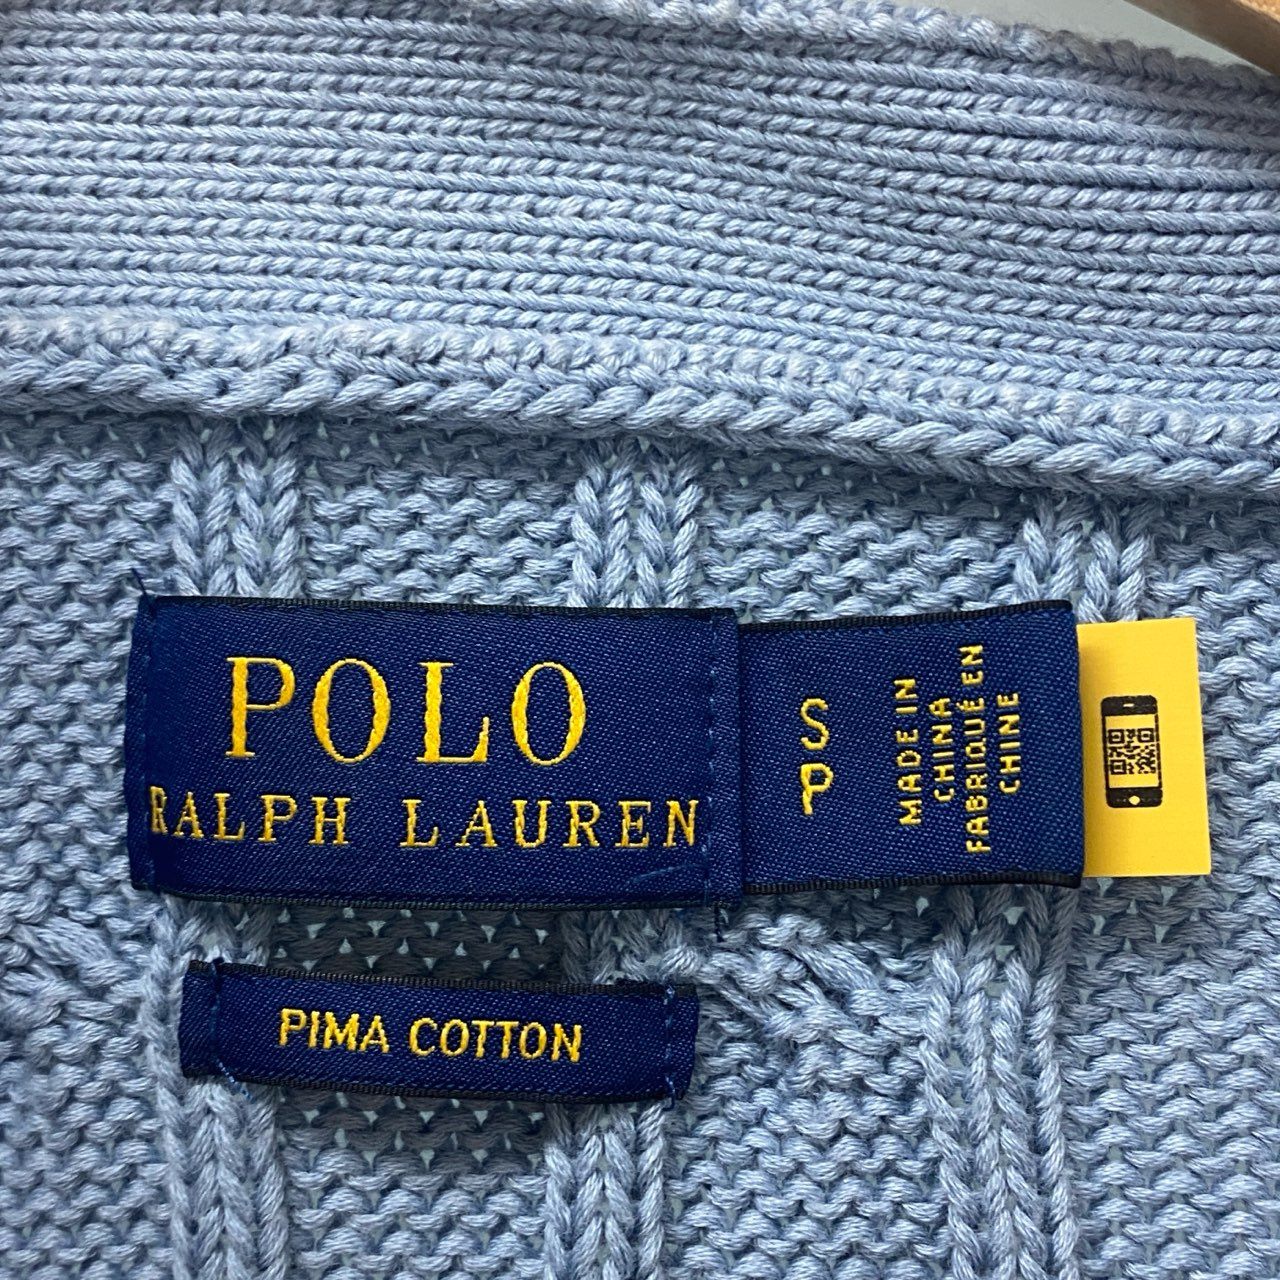 POLO
RALPH LAUREN
S
P
MADE IN
CHINA
FABRIQUÉ EN
CHINE
PIMA COTTON